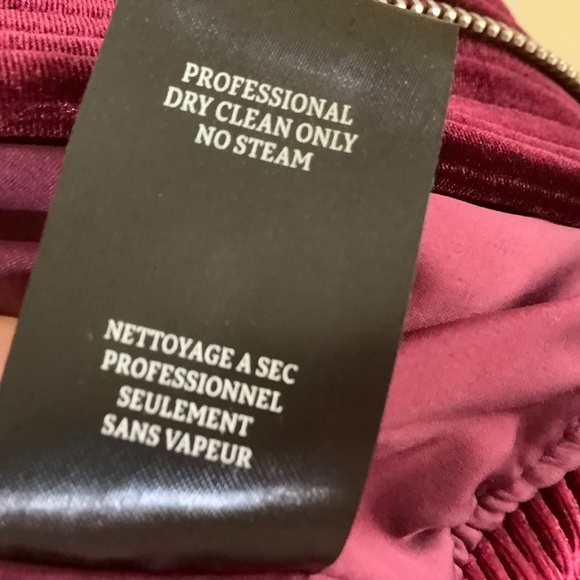 PROFESSIONAL
DRY CLEAN ONLY
NO STEAM
NETTOYAGE A SEC
PROFESSIONNEL
SEULEMENT
SANS VAPEUR